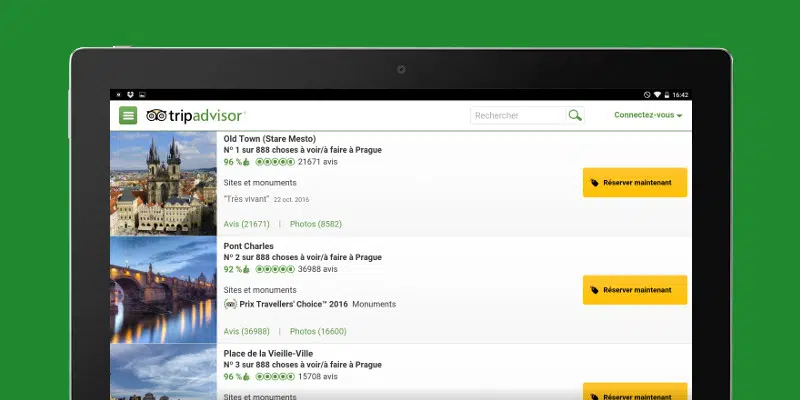 16:42
tripadvisor
Rechercher
Connectez-vous
Old Town (Stare Mesto)
Nº 1 sur 888 choses à voir/à faire à Prague
96 % 21671 avis
Sites et monuments
Réserver maintenant
"Très vivant" 22 oct. 2016
Avis (21671) | Photos (8582)
Pont Charles
Nº 2 sur 888 choses à voir/à faire à Prague
92 % 36988 avis
Sites et monuments
Réserver maintenant
Prix Travellers' Choice™ 2016 Monuments
Avis (36988) | Photos (16600)
Place de la Vieille-Ville
Nº 3 sur 888 choses à voir/à faire à Prague
96 % 15708 avis
Sites et monuments
Réserver maintenant